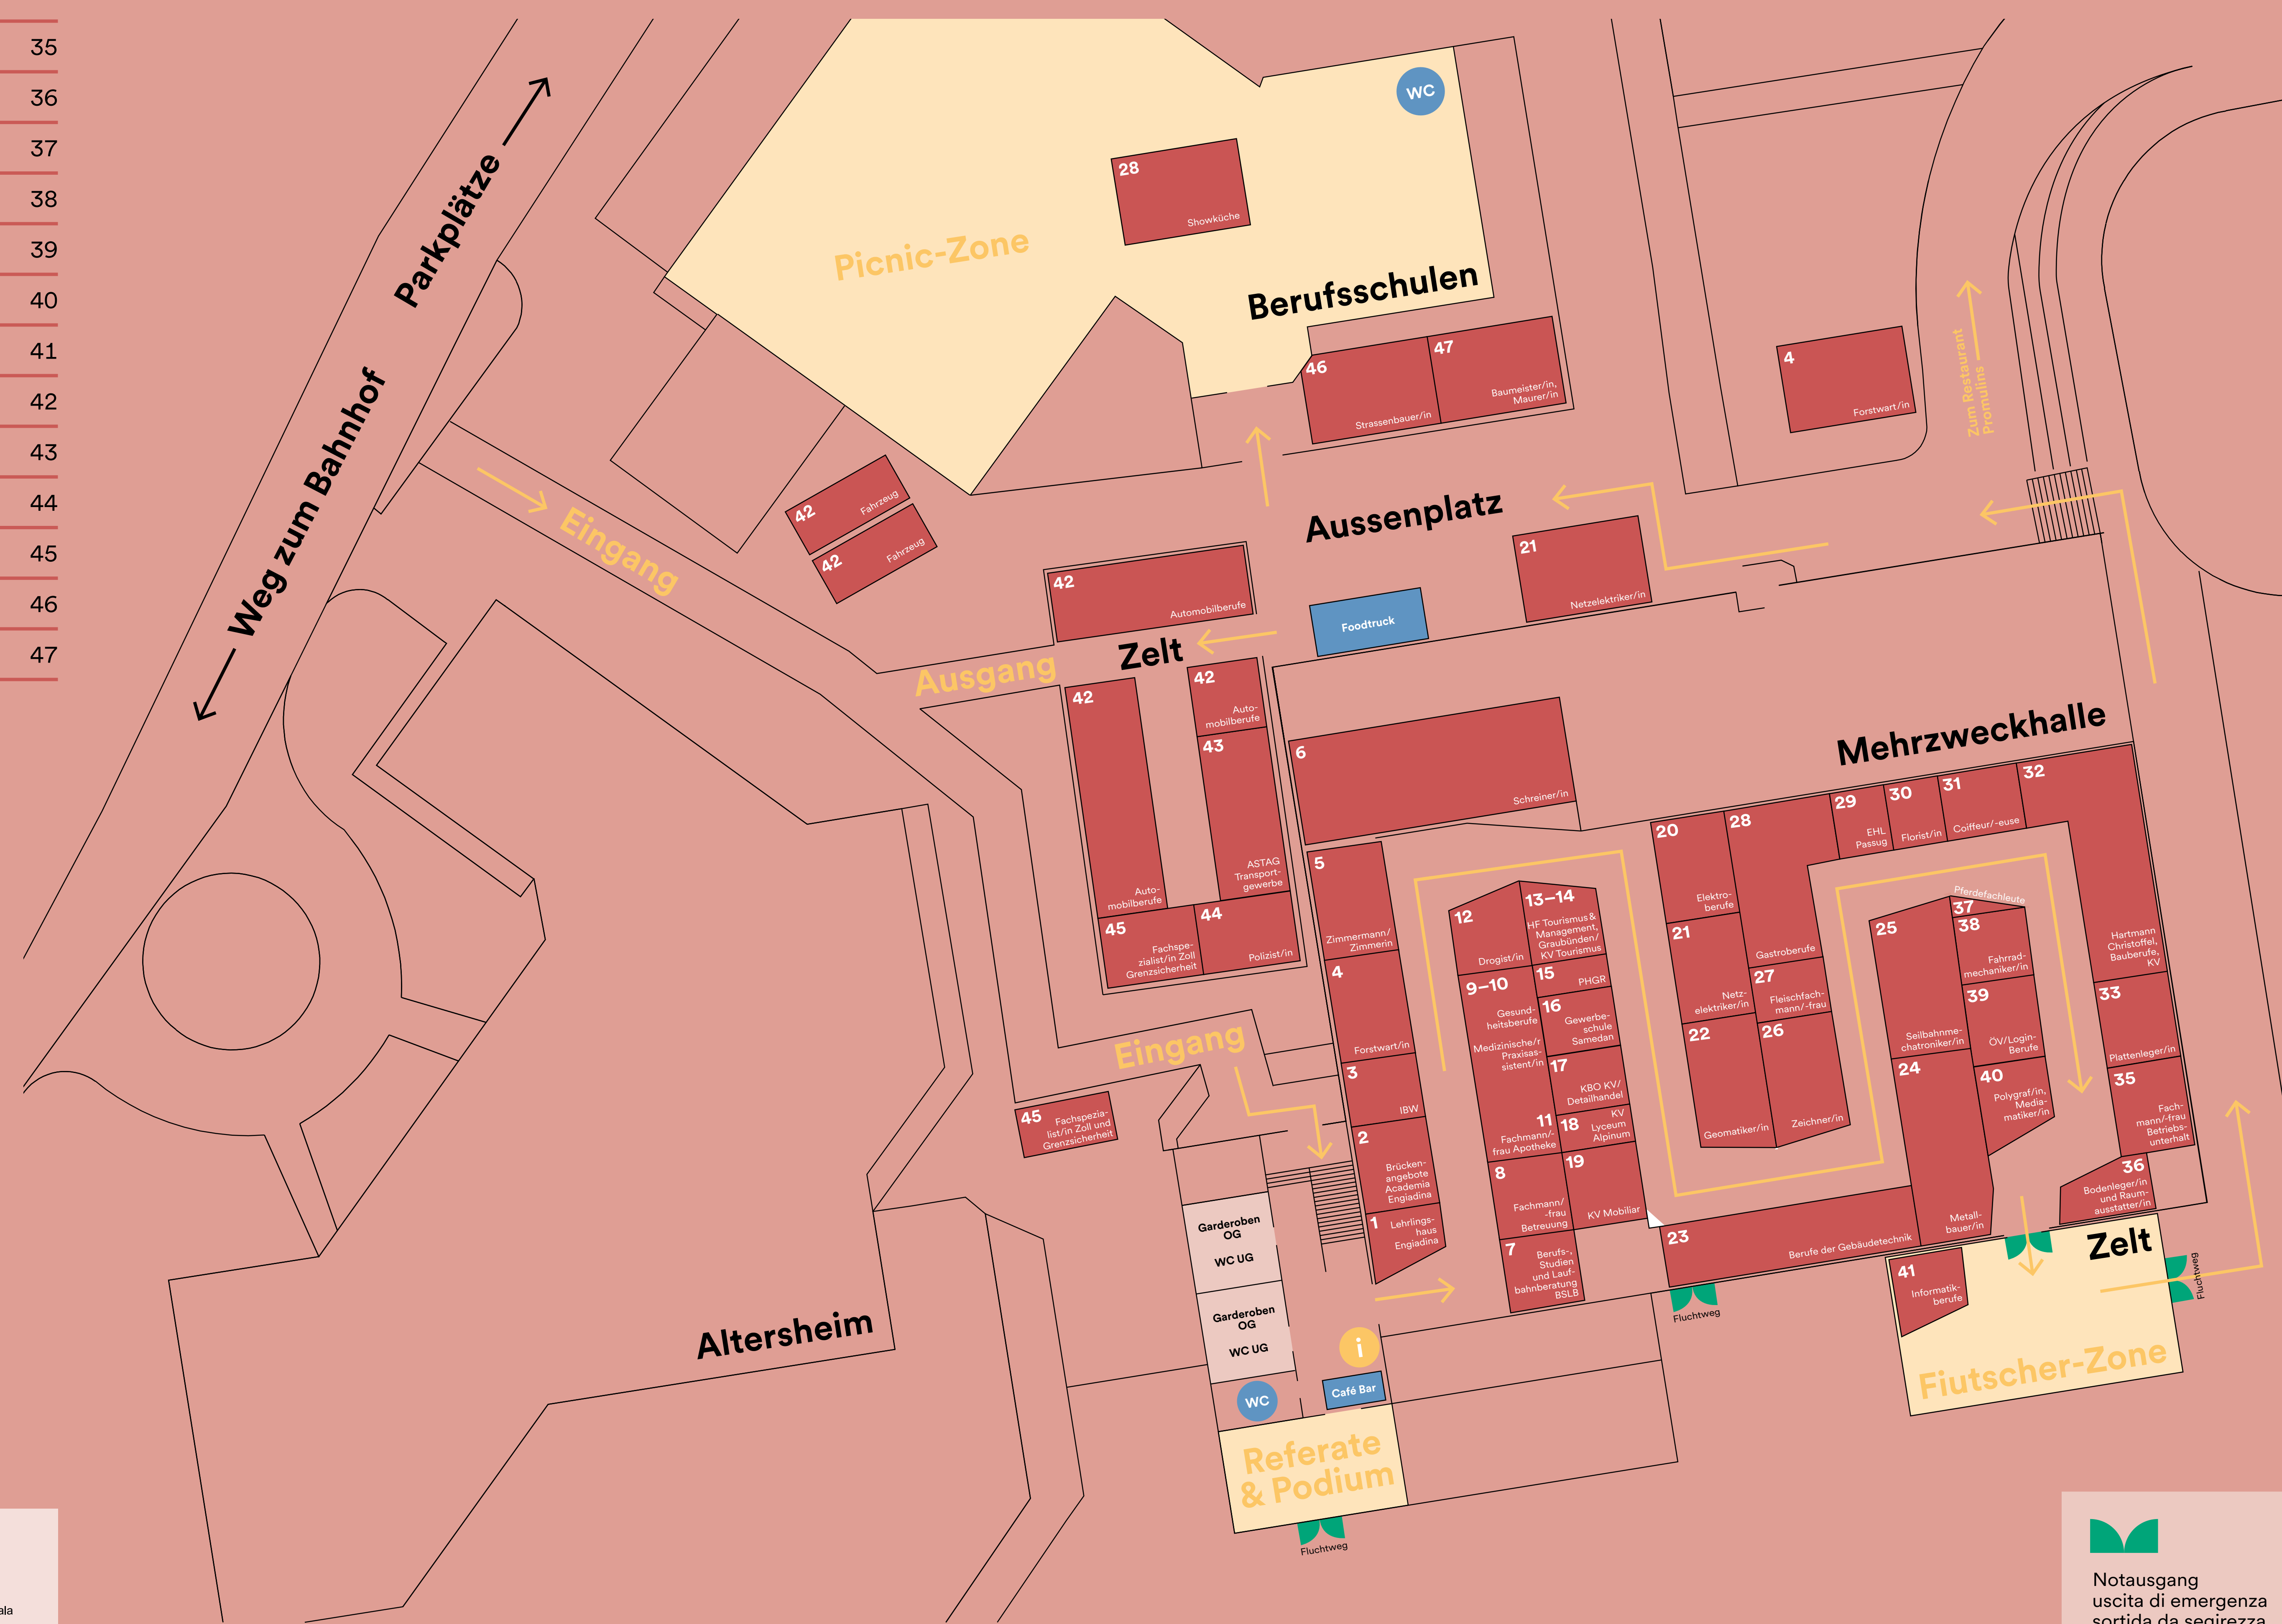 35
36
37
38
39
40
41
42
43
44
45
46
47
Parkplätze
Weg zum Bahnhof
Picnic-Zone
28
Showküche
WC
Berufsschulen
46
Strassenbauer/in
47
Baumeister/in,
Maurer/in
4
Forstwart/in
Zum Restaurant
Promulins
Eingang
42
Fahrzeug
42
Fahrzeug
Aussenplatz
21
Netzelektriker/in
Foodtruck
42
Automobilberufe
Zelt
Ausgang
42
Auto-
mobilberufe
42
Auto-
mobilberufe
43
ASTAG
Transport-
gewerbe
45
Fachspe-
zialist/in Zoll
Grenzsicherheit
44
Polizist/in
6
Schreiner/in
Mehrzweckhalle
5
Zimmermann/
Zimmerin
4
Forstwart/in
3
IBW
2
Brücken-
angebote
Academia
Engiadina
1
Lehrlings-
haus
Engiadina
12
Drogist/in
13–14
HF Tourismus &
Management,
Graubünden/
KV Tourismus
9–10
Gesund-
heitsberufe
Medizinische/r
Praxisas-
sistent/in
15
PHGR
16
Gewerbe-
schule
Samedan
17
KBO KV/
Detailhandel
11
Fachmann/-
frau Apotheke
18
KV
Lyceum
Alpinum
8
Fachmann/
-frau
Betreuung
19
KV Mobiliar
7
Berufs-,
Studien
und Lauf-
bahnberatung
BSLB
20
Elektro-
berufe
28
Gastroberufe
29
EHL
Passug
30
Florist/in
31
Coiffeur/-euse
32
Hartmann
Christoffel,
Bauberufe,
KV
21
Netz-
elektriker/in
27
Fleischfach-
mann/-frau
22
Geomatiker/in
26
Zeichner/in
25
Seilbahnme-
chatroniker/in
Pferdefachleute
37
38
Fahrrad-
mechaniker/in
39
ÖV/Login-
Berufe
24
Metall-
bauer/in
40
Polygraf/in,
Media-
matiker/in
33
Plattenleger/in
35
Fach-
mann/-frau
Betriebs-
unterhalt
36
Bodenleger/in
und Raum-
ausstatter/in
23
Berufe der Gebäudetechnik
41
Informatik-
berufe
Zelt
Fiutscher-Zone
Fluchtweg
Fluchtweg
Eingang
45
Fachspezia-
list/in Zoll und
Grenzsicherheit
Garderoben
OG
WC UG
Garderoben
OG
WC UG
WC
i
Café Bar
Referate
& Podium
Fluchtweg
Altersheim
ala
Notausgang
uscita di emergenza
sortida da segirezza